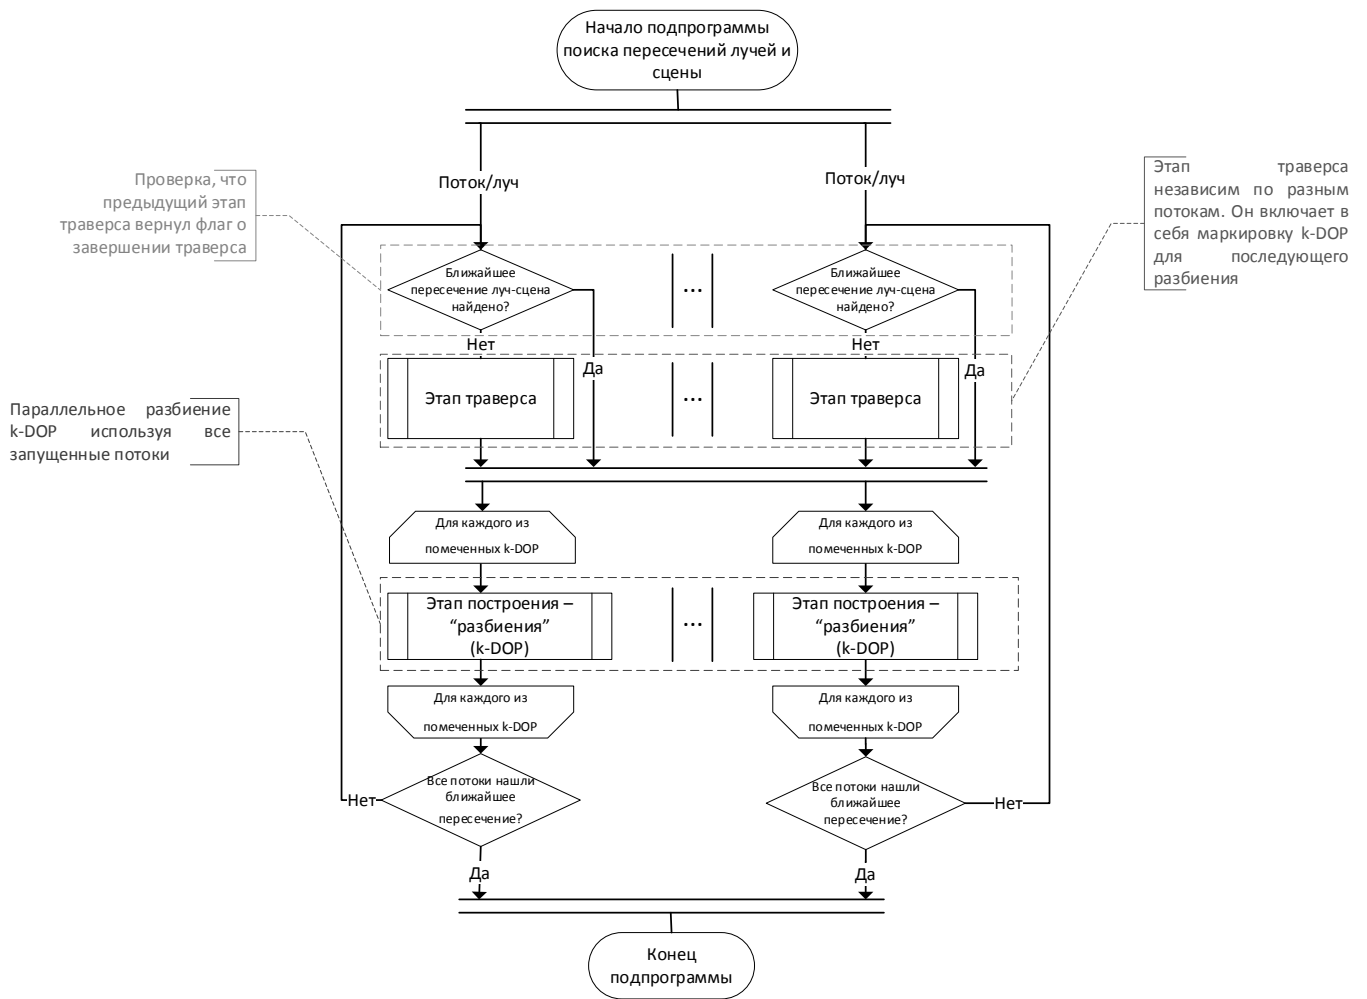 Начало подпрограммы
поиска пересечений лучей и
сцены
Поток/луч
Поток/луч
Проверка, что
предыдущий этап
траверса вернул флаг о
завершении траверса
Этап траверса
независим по разным
потокам. Он включает в
себя маркировку k-DOP
для последующего
разбиения
Ближайшее
пересечение луч-сцена
найдено?
...
Ближайшее
пересечение луч-сцена
найдено?
Нет
Да
Нет
Да
Этап траверса
...
Этап траверса
Параллельное разбиение
k-DOP используя все
запущенные потоки
Для каждого из
помеченных k-DOP
Для каждого из
помеченных k-DOP
Этап построения –
“разбиения”
(k-DOP)
...
Этап построения –
“разбиения”
(k-DOP)
Для каждого из
помеченных k-DOP
Для каждого из
помеченных k-DOP
Все потоки нашли
ближайшее
пересечение?
Нет
Все потоки нашли
ближайшее
пересечение?
Нет
Да
Да
Конец
подпрограммы